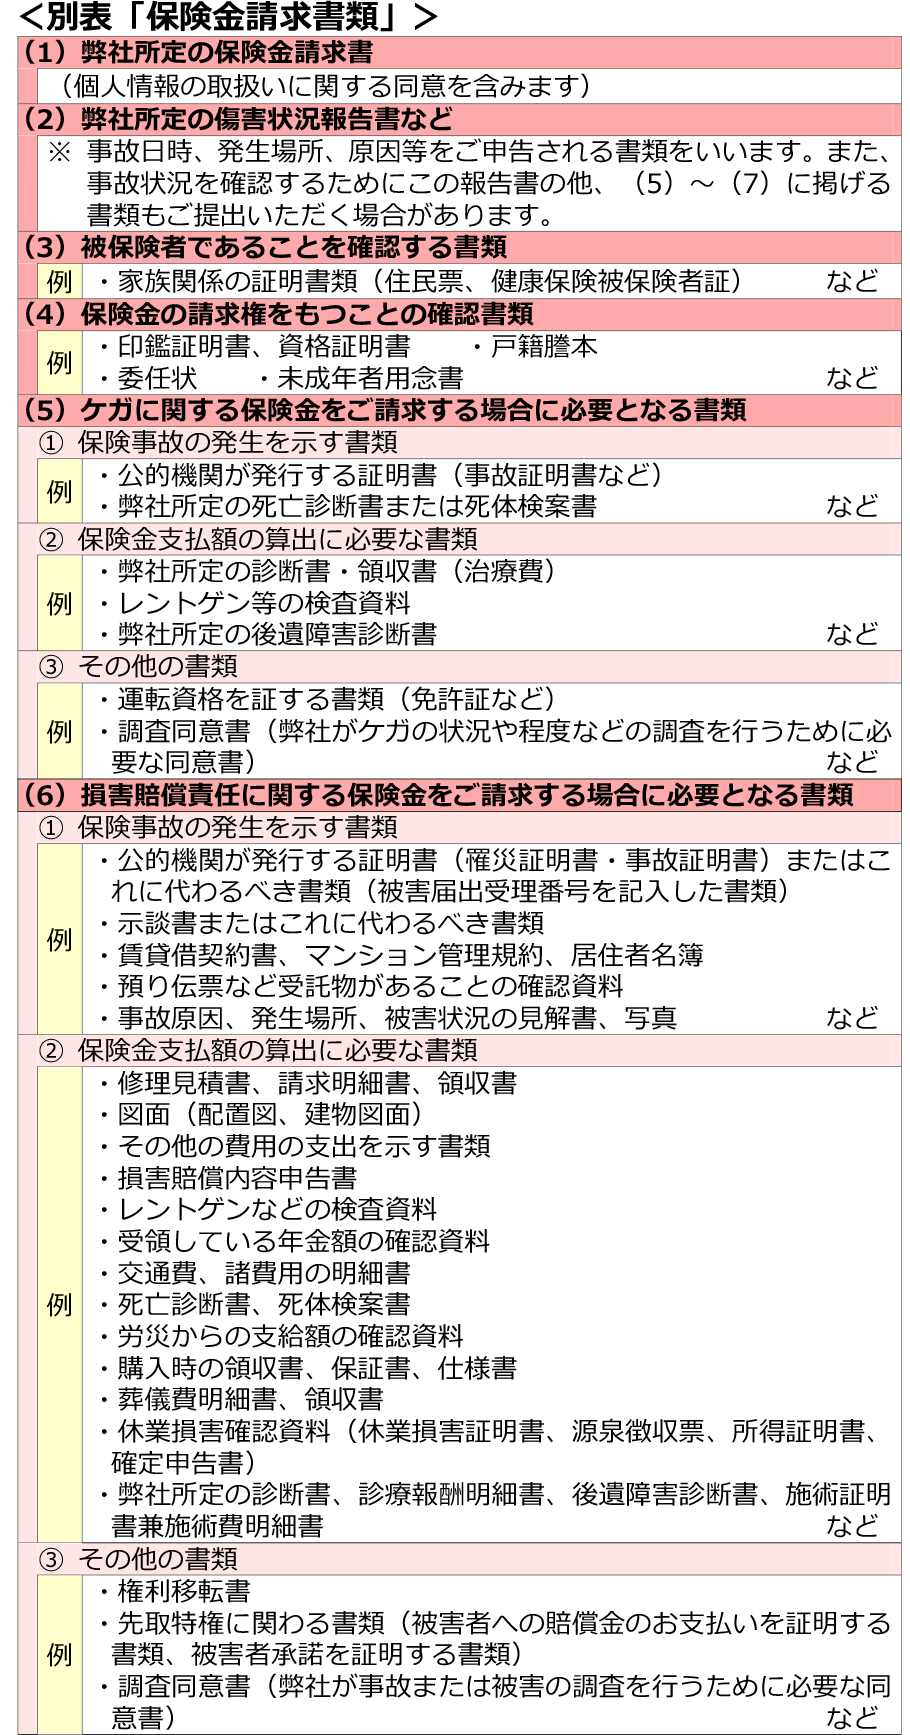 ＜別表「保険金請求書類」＞
（1）弊社所定の保険金請求書
（個人情報の取扱いに関する同意を含みます）
（2）弊社所定の傷害状況報告書など
※ 事故日時、発生場所、原因等をご申告される書類をいいます。また、
事故状況を確認するためにこの報告書の他、（5）～（7）に掲げる
書類もご提出いただく場合があります。
（3）被保険者であることを確認する書類
例 ・家族関係の証明書類（住民票、健康保険被保険者証） など
（4）保険金の請求権をもつことの確認書類
例
・印鑑証明書、資格証明書 ・戸籍謄本
・委任状 ・未成年者用念書 など
（5）ケガに関する保険金をご請求する場合に必要となる書類
① 保険事故の発生を示す書類
例
・公的機関が発行する証明書（事故証明書など）
・弊社所定の死亡診断書または死体検案書 など
② 保険金支払額の算出に必要な書類
例
・弊社所定の診断書・領収書（治療費）
・レントゲン等の検査資料
・弊社所定の後遺障害診断書 など
③ その他の書類
例
・運転資格を証する書類（免許証など）
・調査同意書（弊社がケガの状況や程度などの調査を行うために必
要な同意書） など
（6）損害賠償責任に関する保険金をご請求する場合に必要となる書類
① 保険事故の発生を示す書類
例
・公的機関が発行する証明書（罹災証明書・事故証明書）またはこ
れに代わるべき書類（被害届出受理番号を記入した書類）
・示談書またはこれに代わるべき書類
・賃貸借契約書、マンション管理規約、居住者名簿
・預り伝票など受託物があることの確認資料
・事故原因、発生場所、被害状況の見解書、写真 など
② 保険金支払額の算出に必要な書類
例
・修理見積書、請求明細書、領収書
・図面（配置図、建物図面）
・その他の費用の支出を示す書類
・損害賠償内容申告書
・レントゲンなどの検査資料
・受領している年金額の確認資料
・交通費、諸費用の明細書
・死亡診断書、死体検案書
・労災からの支給額の確認資料
・購入時の領収書、保証書、仕様書
・葬儀費明細書、領収書
・休業損害確認資料（休業損害証明書、源泉徴収票、所得証明書、
確定申告書）
・弊社所定の診断書、診療報酬明細書、後遺障害診断書、施術証明
書兼施術費明細書 など
③ その他の書類
例
・権利移転書
・先取特権に関わる書類（被害者への賠償金のお支払いを証明する
書類、被害者承諾を証明する書類）
・調査同意書（弊社が事故または被害の調査を行うために必要な同
意書） など